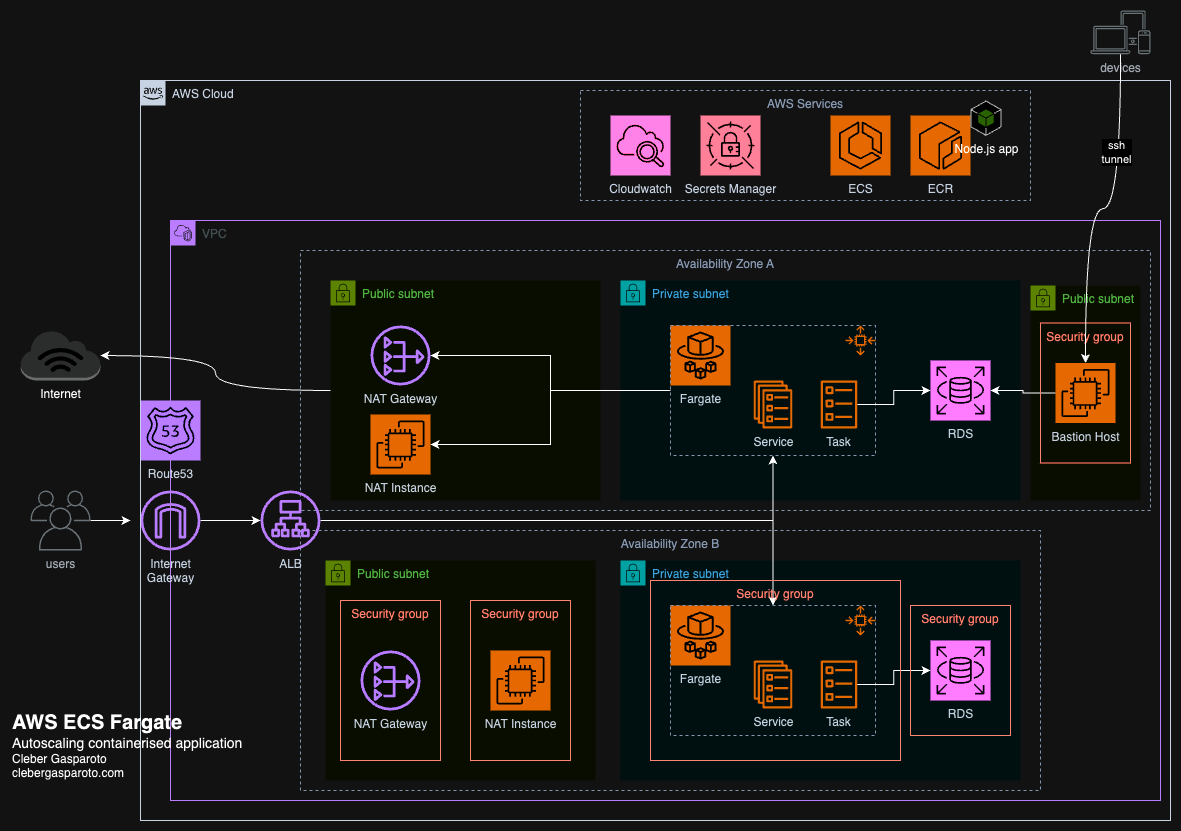 devices
aws
AWS Cloud
AWS Services
Node.js app
Cloudwatch
Secrets Manager
ECS
ECR
ssh
tunnel
VPC
Availability Zone A
Public subnet
Private subnet
Public subnet
Security group
NAT Gateway
Fargate
Service
Task
RDS
Bastion Host
NAT Instance
Internet
53
Route53
users
Internet
Gateway
ALB
Availability Zone B
Public subnet
Private subnet
Security group
Security group
Security group
Security group
NAT Gateway
NAT Instance
Fargate
Service
Task
RDS
AWS ECS Fargate
Autoscaling containerised application
Cleber Gasparoto
clebergasparoto.com